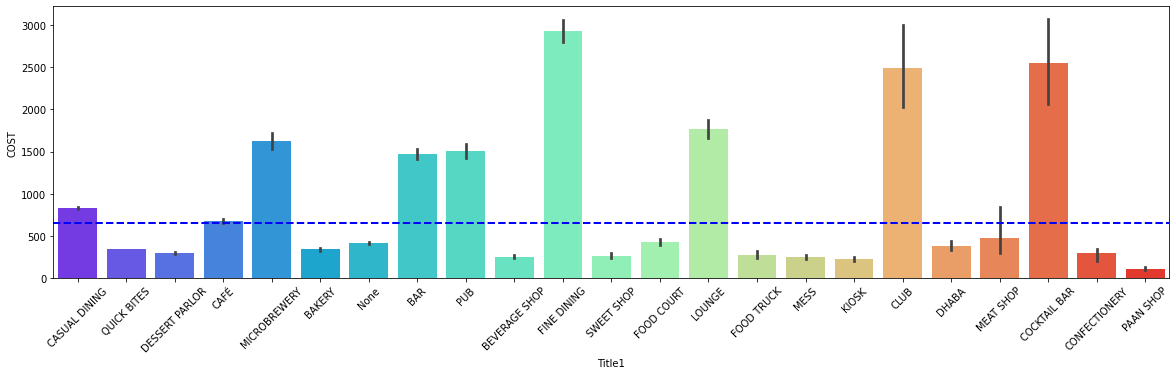 3000
2500
2000
1500
1000
500
0
COST
CASUAL DINING
QUICK BITES
DESSERT PARLOR
CAFÉ
MICROBREWERY
BAKERY
None
BAR
PUB
BEVERAGE SHOP
FINE DINING
SWEET SHOP
FOOD COURT
LOUNGE
FOOD TRUCK
MESS
KIOSK
CLUB
DHABA
MEAT SHOP
COCKTAIL BAR
CONFECTIONERY
PAAN SHOP
Title1